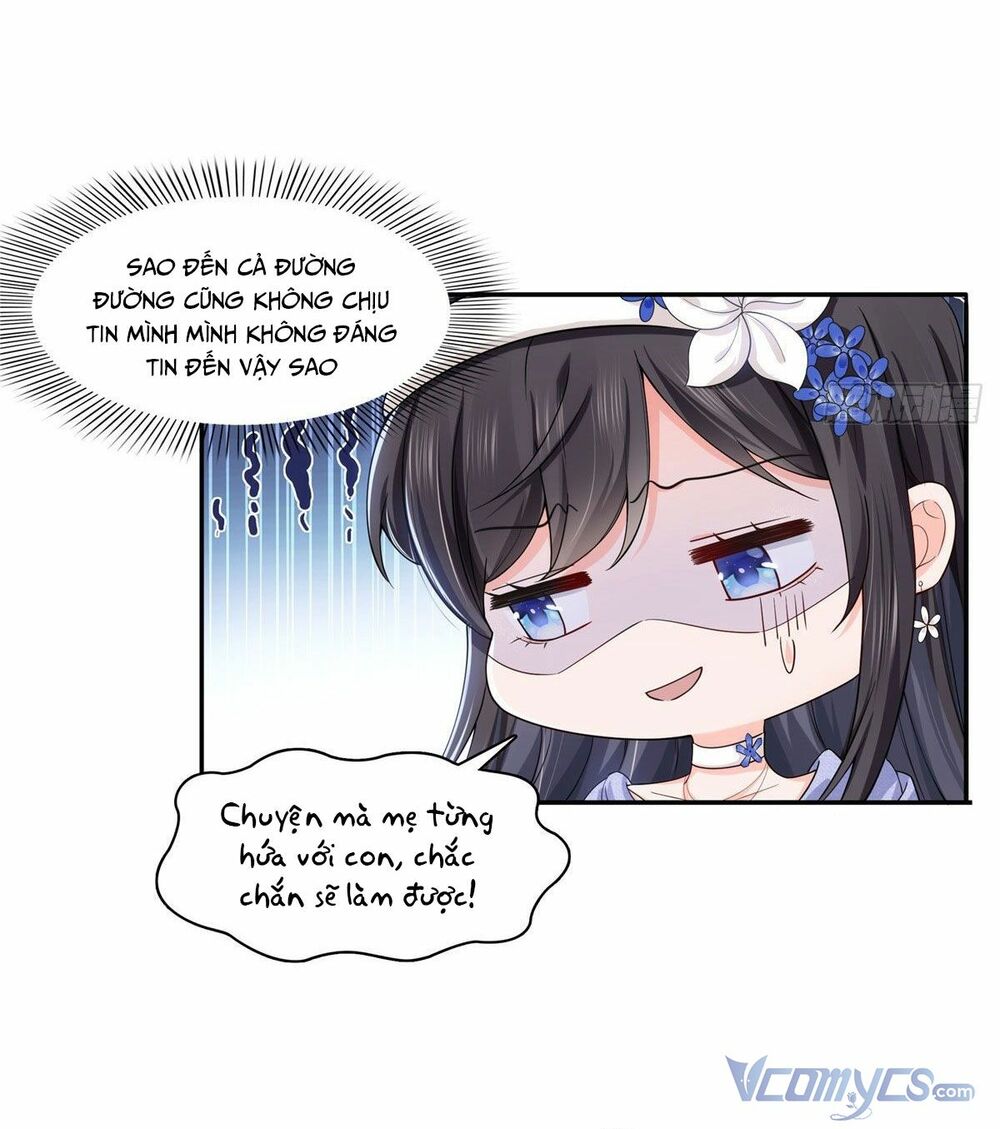 SAO ĐẾN CẢ ĐƯỜNG
ĐƯỜNG CŨNG KHÔNG CHỊU
TIN MÌNH MÌNH KHÔNG ĐÁNG
TIN ĐẾN VẬY SAO
Chuyện mà mẹ từng
hứa với con, chắc
chắn sẽ làm được!
VCOMYCS.com